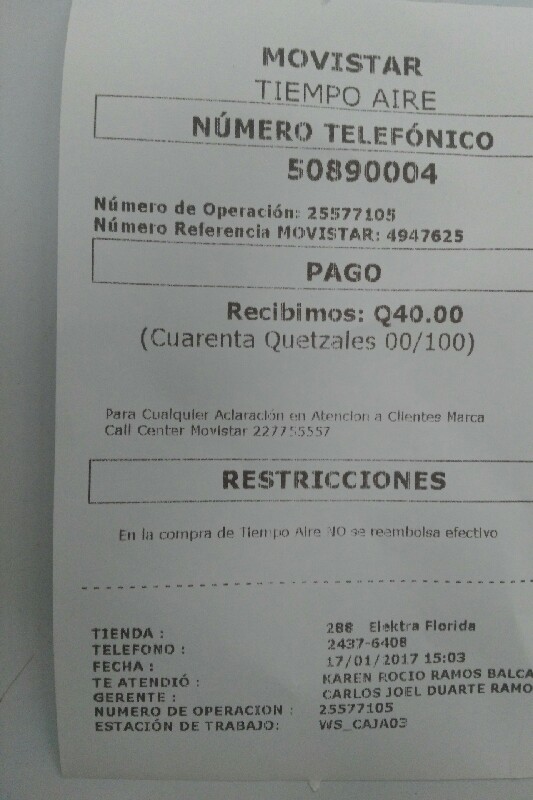 MOVISTAR
TIEMPO AIRE
NÚMERO TELEFÓNICO
50890004
Número de Operación: 25577105
Número Referencia MOVISTAR: 4947625
PAGO
Recibimos: Q40.00
(Cuarenta Quetzales 00/100)
Para Cualquier Aclaración en Atencion a Clientes Marca
Call Center Movistar 227755557
RESTRICCIONES
En la compra de Tiempo Aire NO se reembolsa efectivo
TIENDA : 286 Elektra Florida
TELEFONO : 2437-6408
FECHA : 17/01/2017 15:03
TE ATENDIÓ : KAREN ROCIO RAMOS BALCA
GERENTE : CARLOS JOEL DUARTE RAMO
NUMERO DE OPERACION : 25577105
ESTACIÓN DE TRABAJO: WS_CAJA03